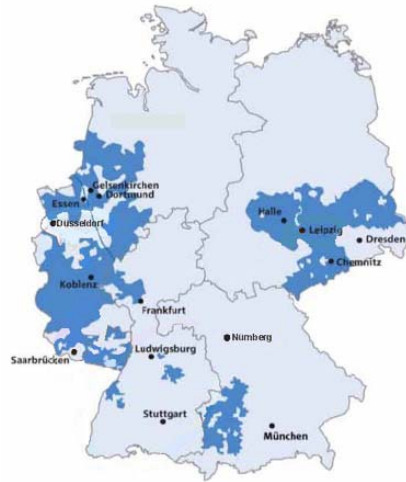 Gelsenkirchen
Essen
Dortmund
Düsseldorf
Halle
Leipzig
Dresden
Chemnitz
Koblenz
Frankfurt
Nürnberg
Saarbrücken
Ludwigsburg
Stuttgart
München